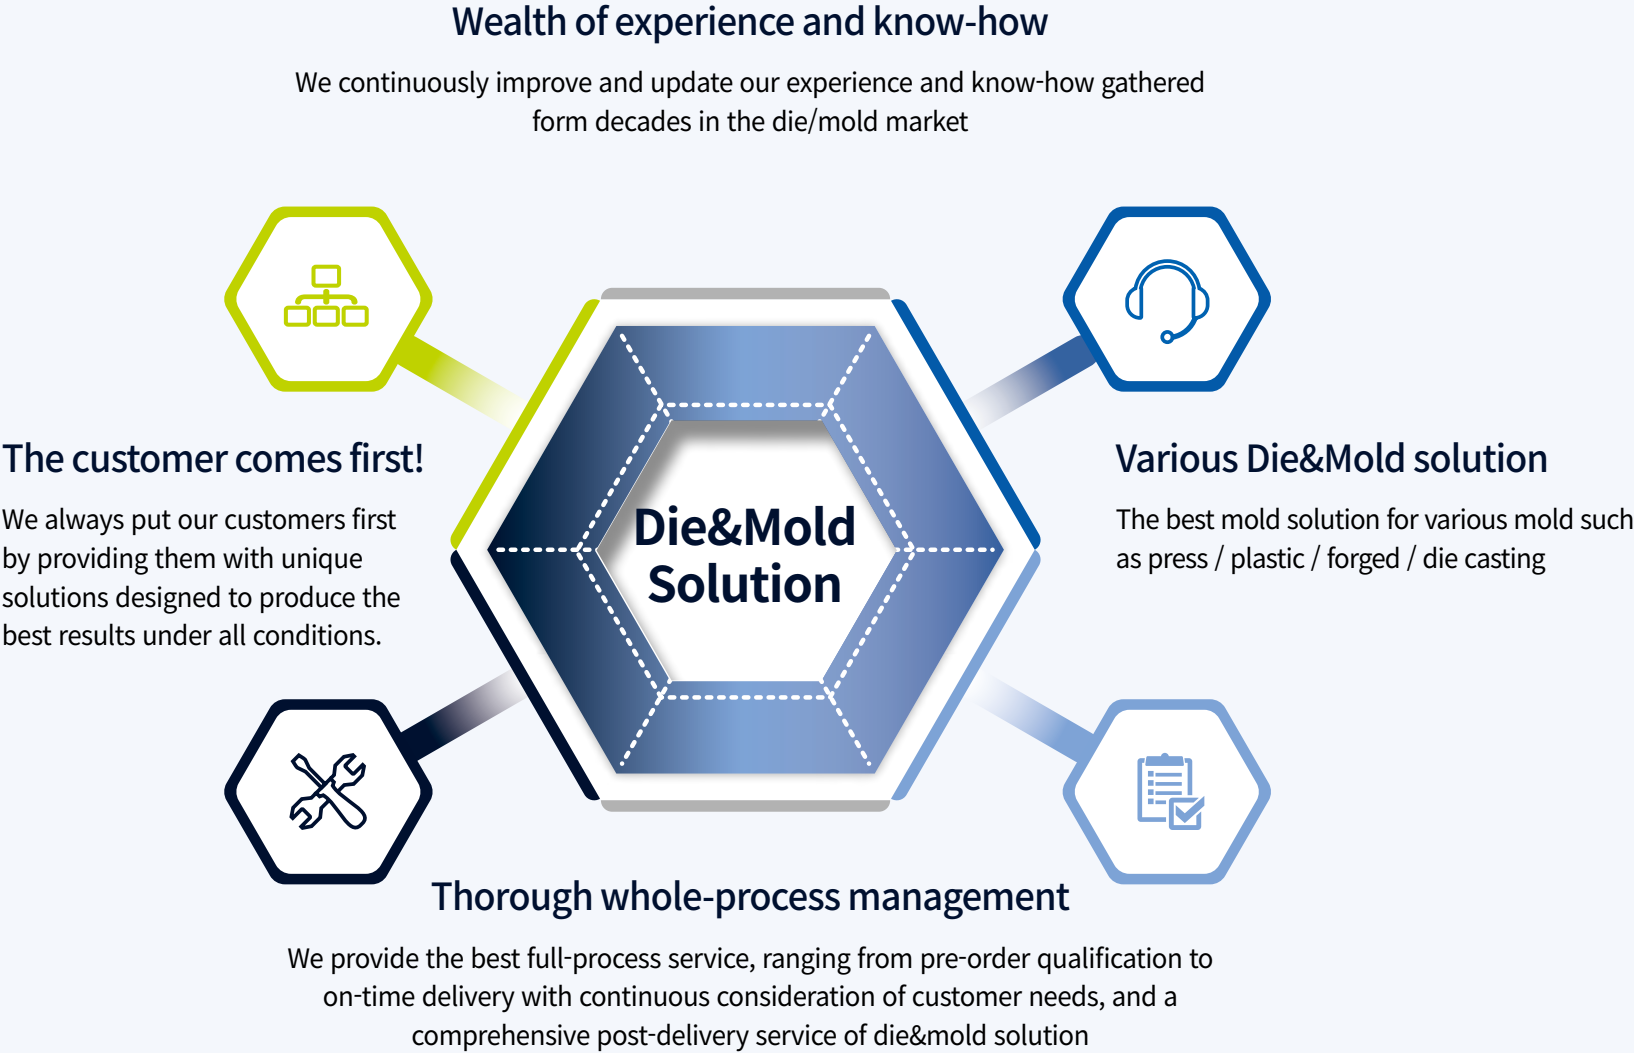 Wealth of experience and know-how
We continuously improve and update our experience and know-how gathered
form decades in the die/mold market
The customer comes first!
We always put our customers first
by providing them with unique
solutions designed to produce the
best results under all conditions.
Die&Mold
Solution
Various Die&Mold solution
The best mold solution for various mold such
as press / plastic / forged / die casting
Thorough whole-process management
We provide the best full-process service, ranging from pre-order qualification to
on-time delivery with continuous consideration of customer needs, and a
comprehensive post-delivery service of die&mold solution